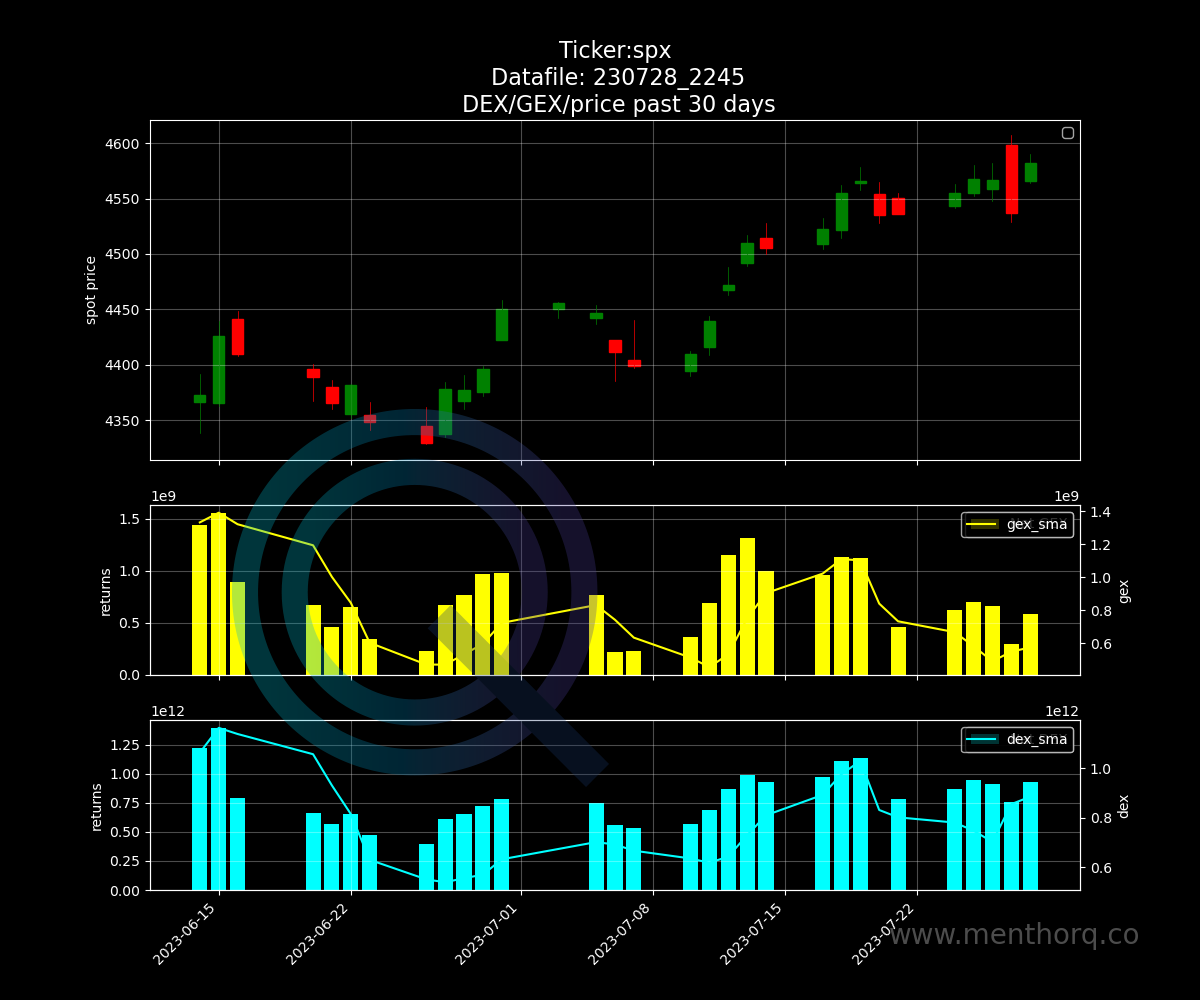 Ticker:spx
Datafile: 230728_2245
DEX/GEX/price past 30 days
4600
4550
4500
4450
4400
4350
spot price
1e9
1e9
1.5
1.0
0.5
0.0
returns
gex_sma
1.4
1.2
1.0
0.8
0.6
gex
1e12
1e12
1.25
1.00
0.75
0.50
0.25
0.00
returns
dex_sma
1.0
0.8
0.6
dex
2023-06-15
2023-06-22
2023-07-01
2023-07-08
2023-07-15
2023-07-22
www.menthorq.co